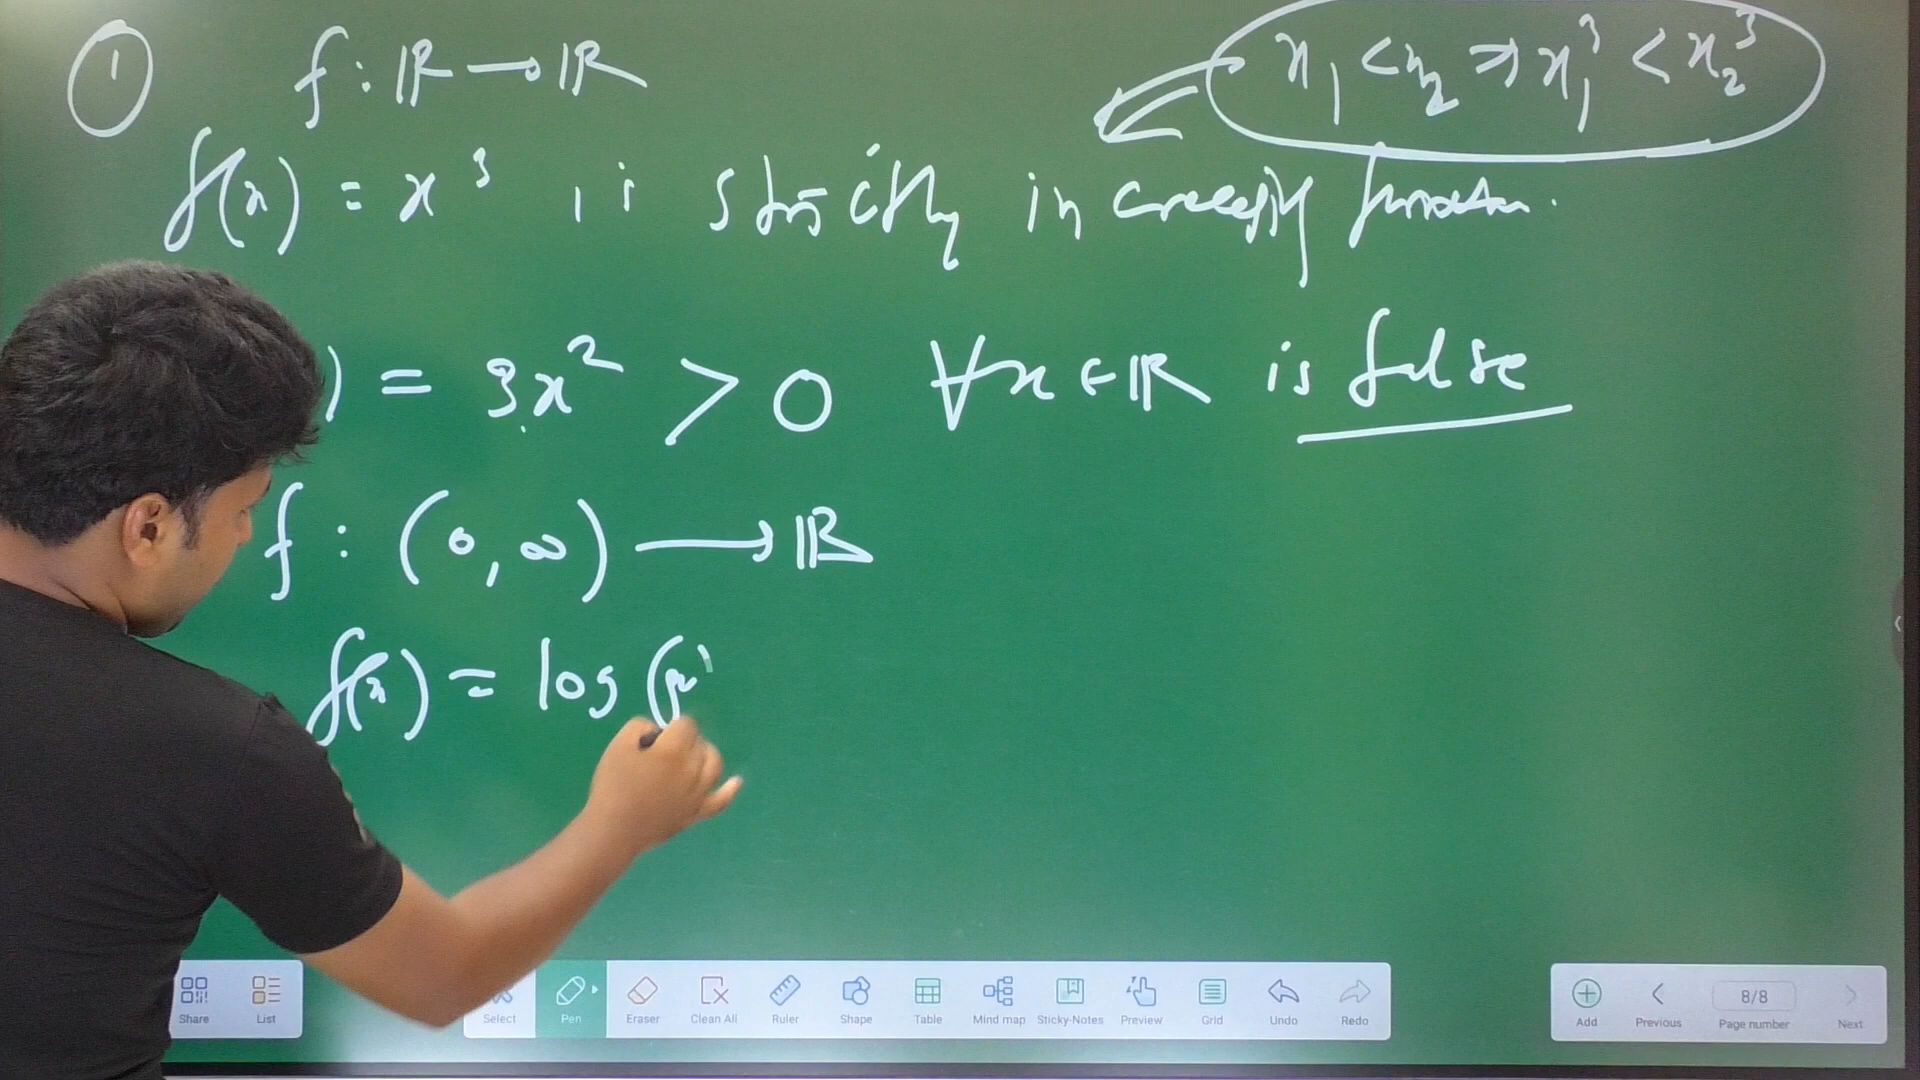 ① f : ℝ → ℝ
x₁ < x₂ ⇒ x₁³ < x₂³
f(x) = x³ , is strictly increasing function.
) = 3x² > 0 ∀ x ∈ ℝ is false
f : (0, ∞) → ℝ
f(x) = log (x)
Share List Select Pen Eraser Clean All Ruler Shape Table Mind map Sticky-Notes Preview Grid Undo Redo Add Previous 8/8 Page number Next